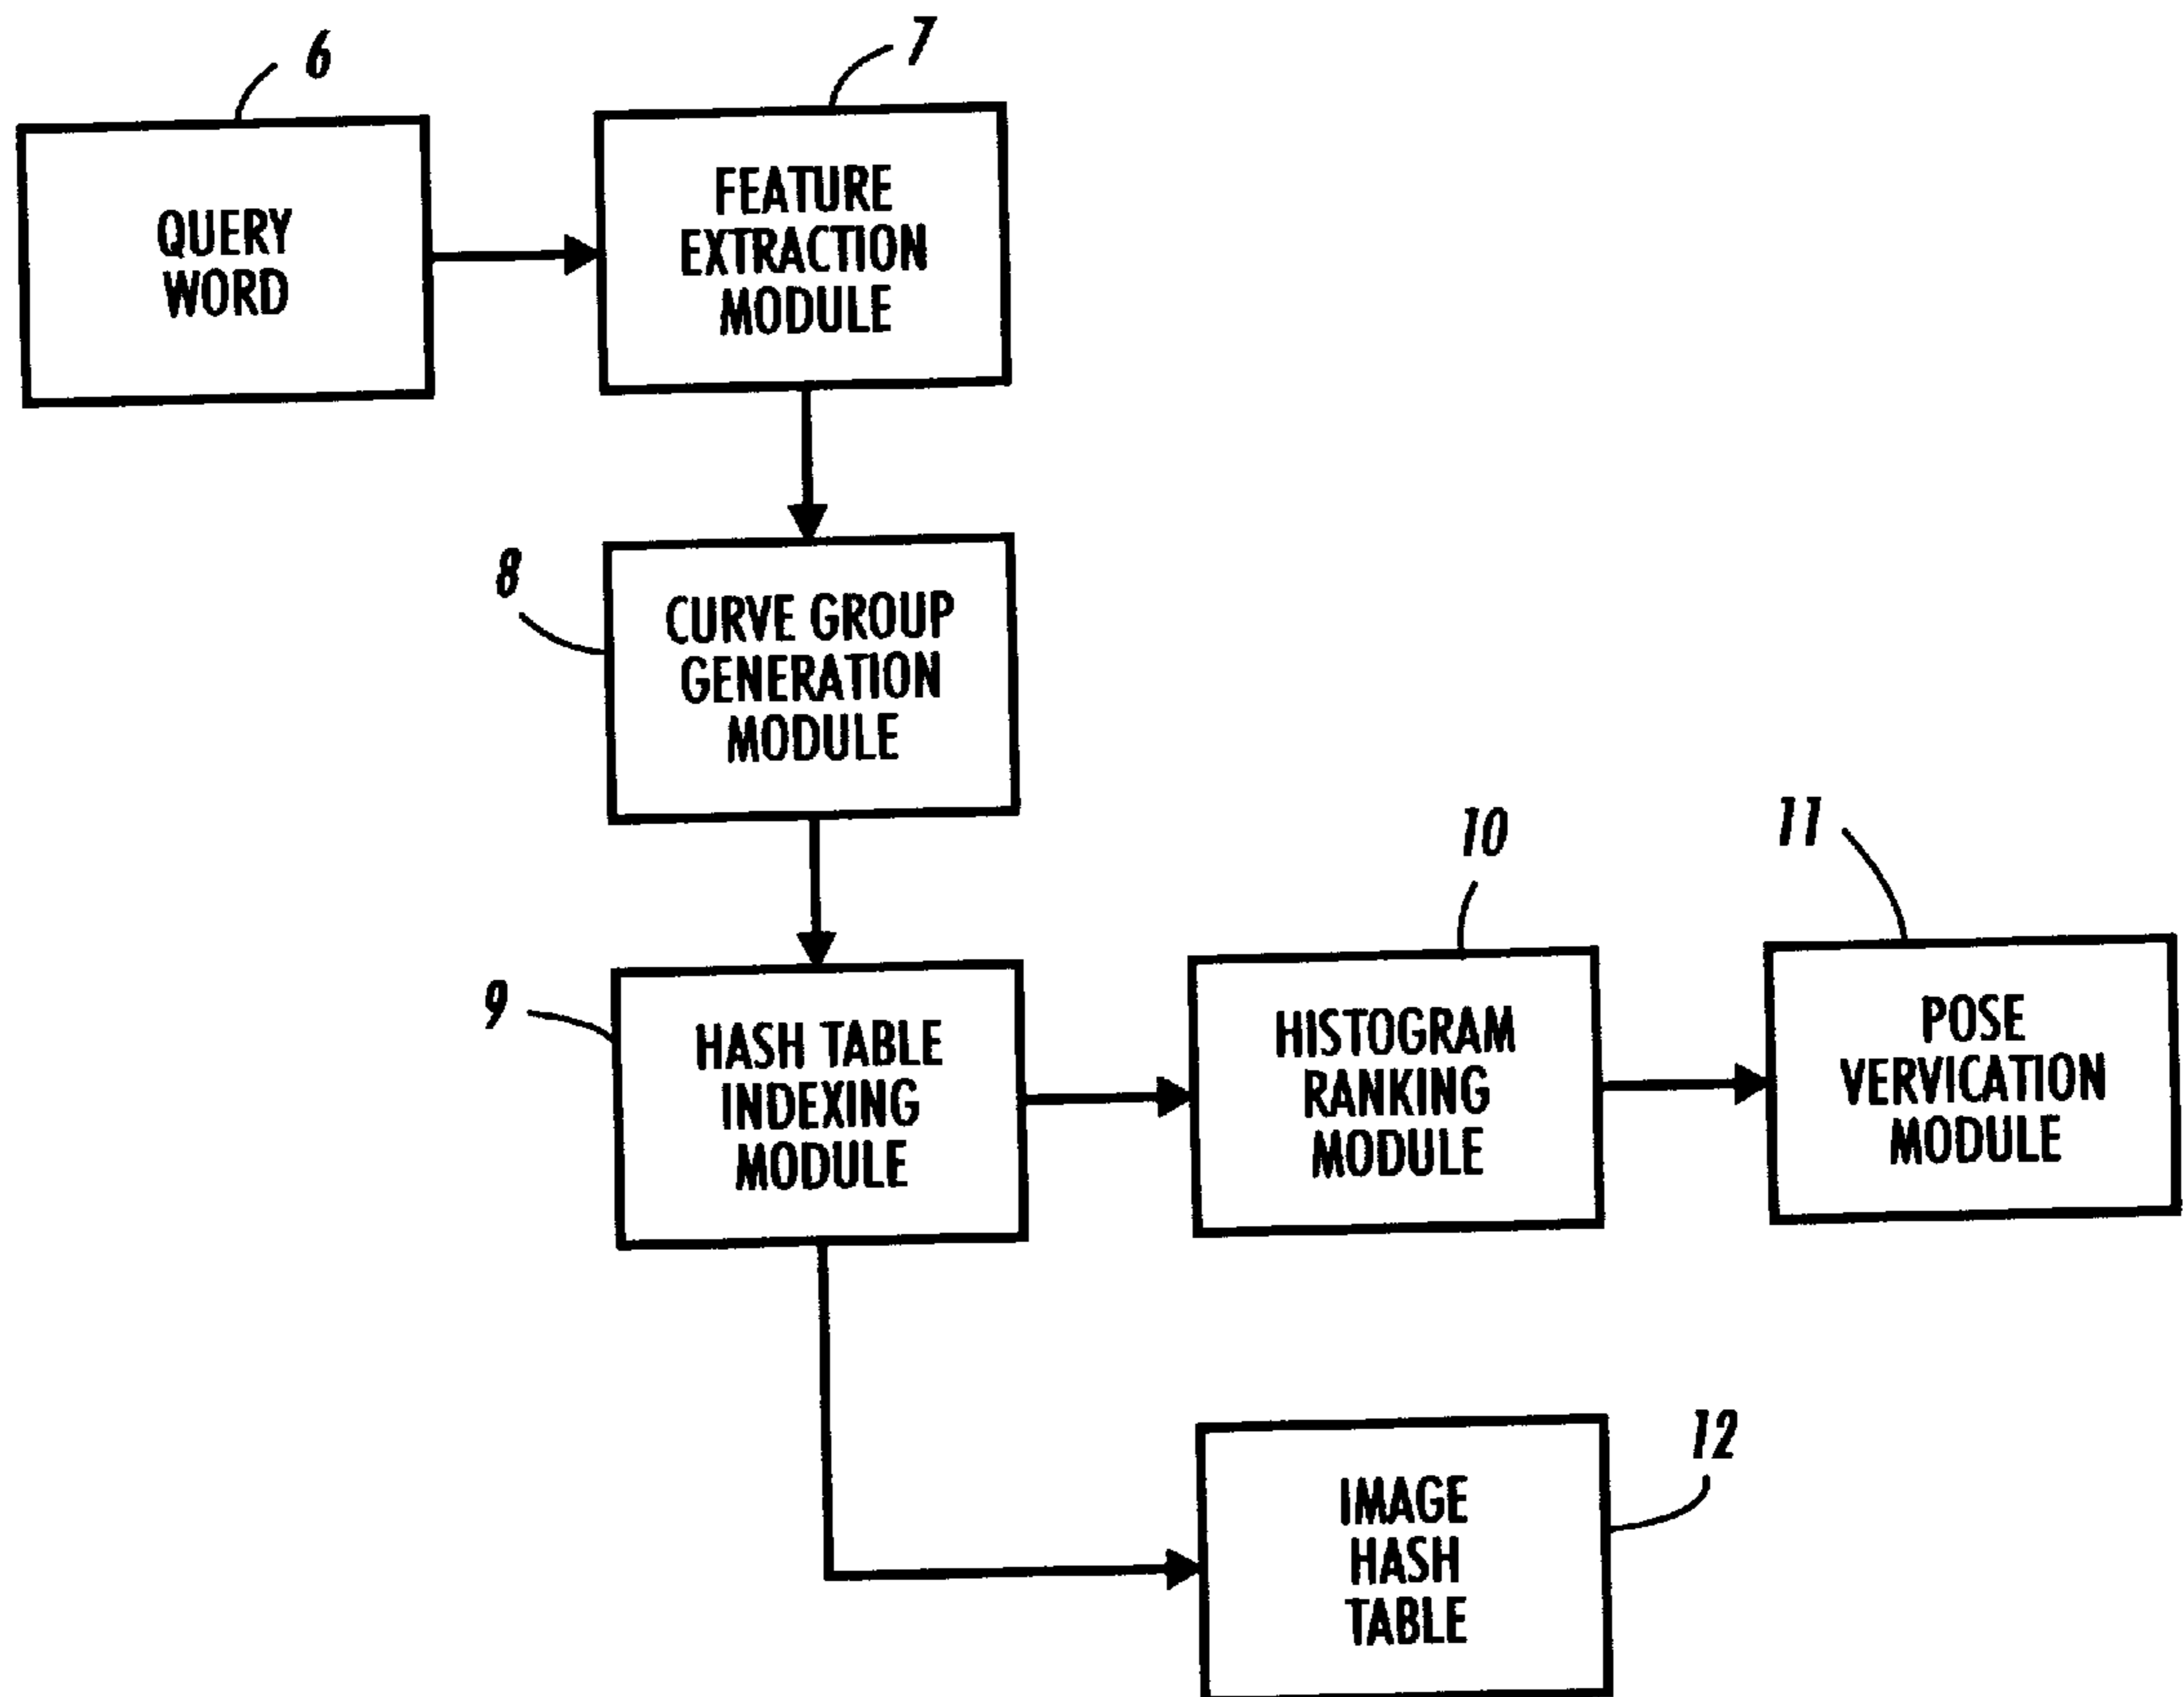 6
7
QUERY
WORD
FEATURE
EXTRACTION
MODULE
8
CURVE GROUP
GENERATION
MODULE
9
HASH TABLE
INDEXING
MODULE
10
HISTOGRAM
RANKING
MODULE
11
POSE
VERVICATION
MODULE
12
IMAGE
HASH
TABLE